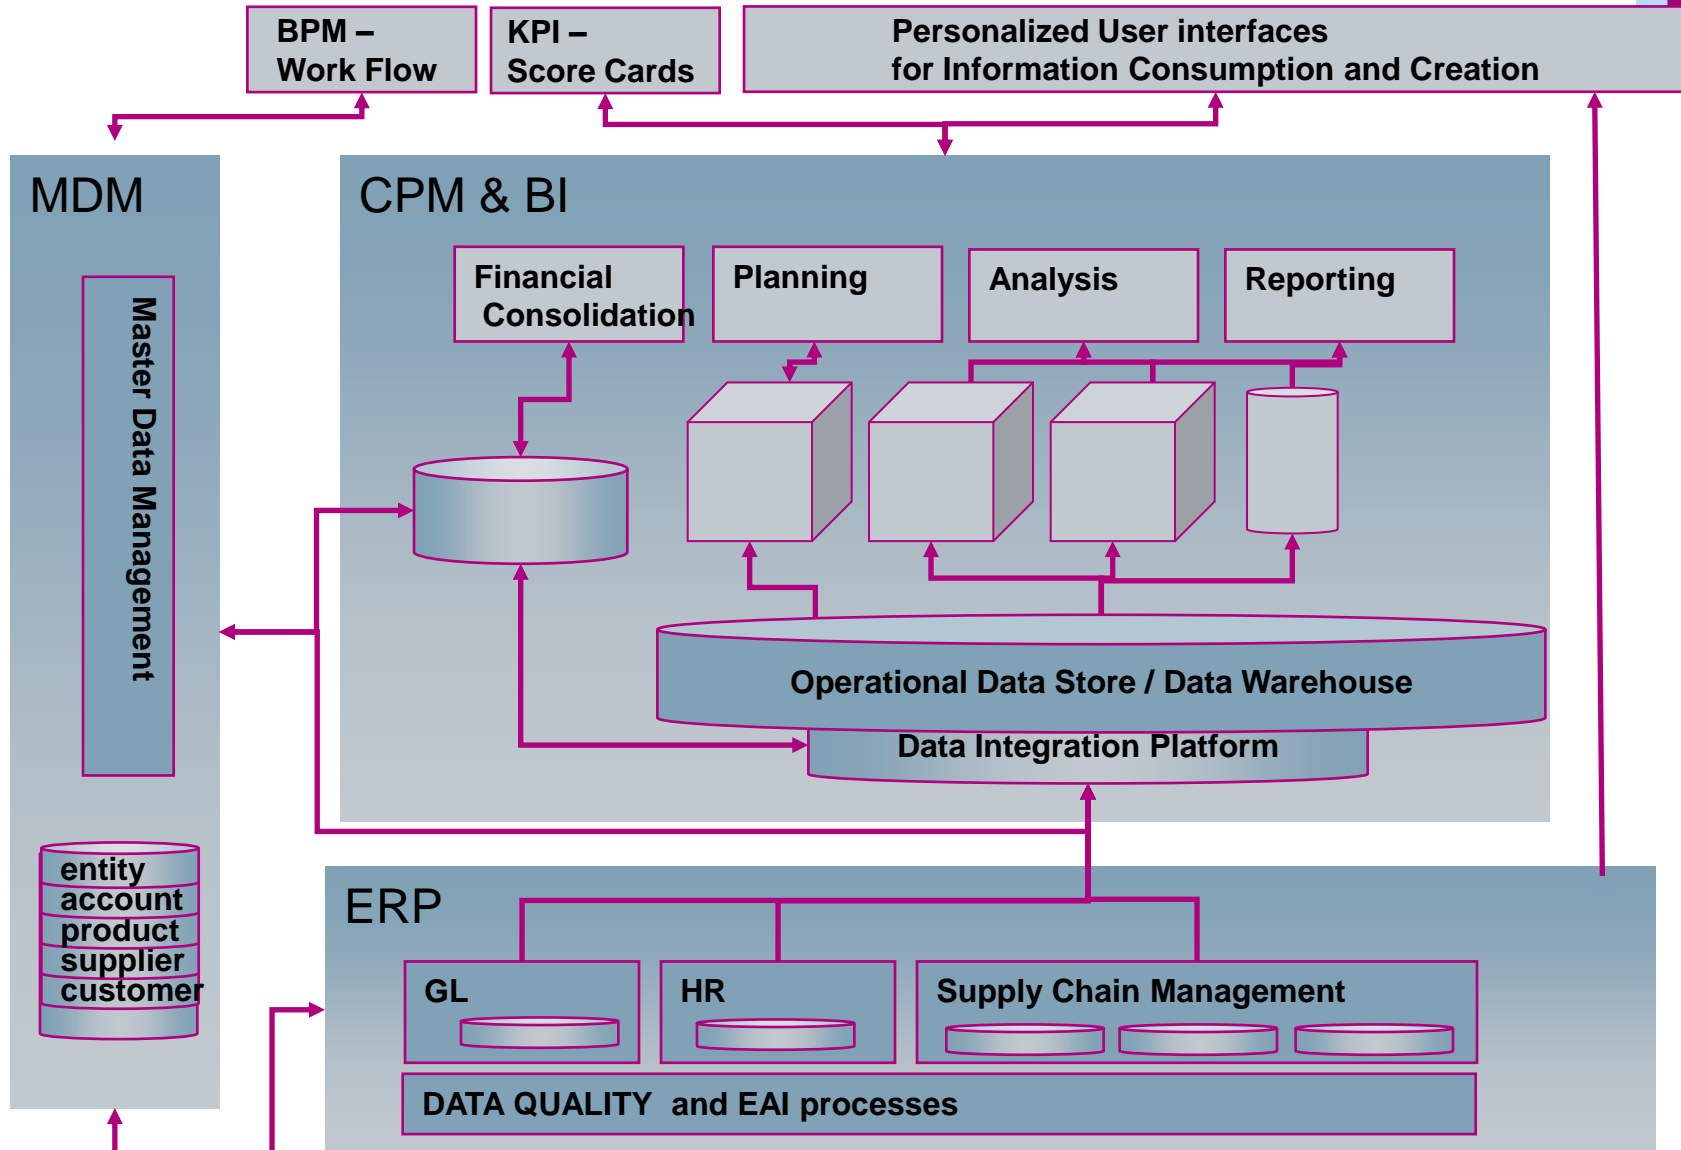 BPM –
Work Flow
KPI –
Score Cards
Personalized User interfaces
for Information Consumption and Creation
MDM
Master Data Management
entity
account
product
supplier
customer
CPM & BI
Financial
Consolidation
Planning
Analysis
Reporting
Operational Data Store / Data Warehouse
Data Integration Platform
ERP
GL
HR
Supply Chain Management
DATA QUALITY and EAI processes